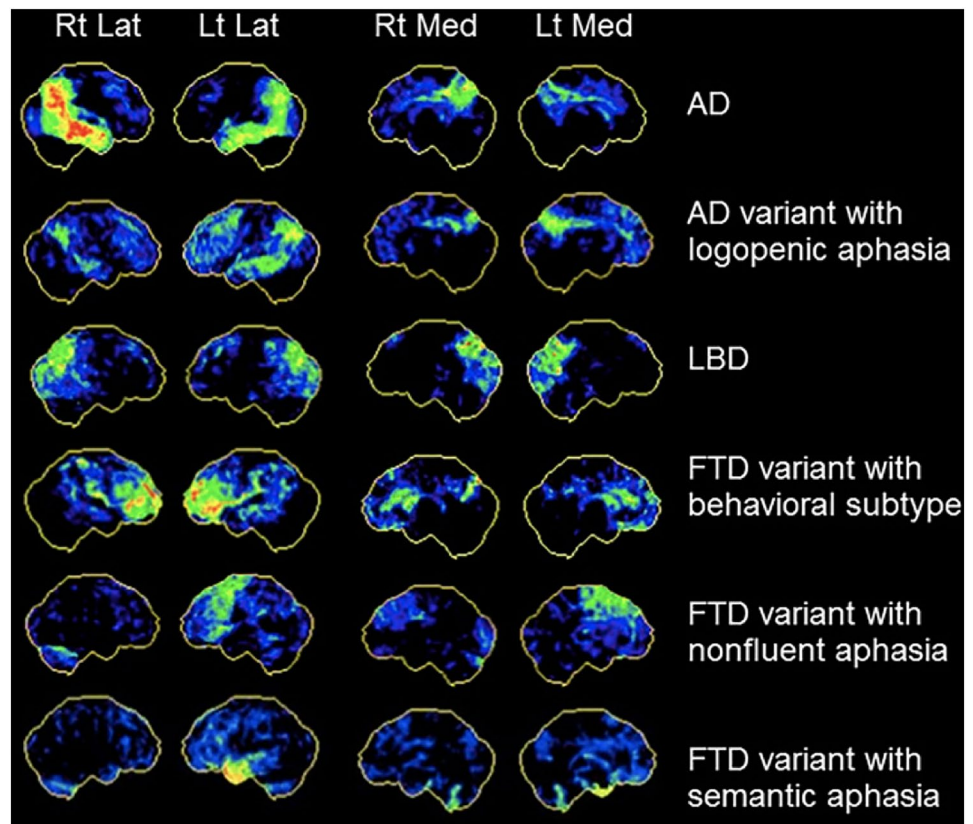 Rt Lat Lt Lat Rt Med Lt Med
AD
AD variant with
logopenic aphasia
LBD
FTD variant with
behavioral subtype
FTD variant with
nonfluent aphasia
FTD variant with
semantic aphasia